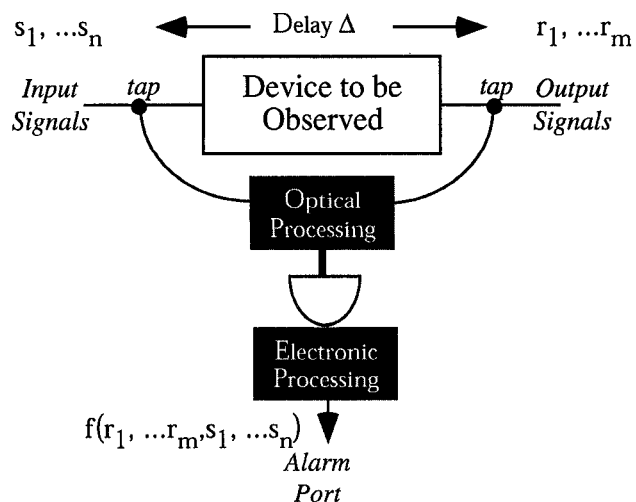 s1, ...sn
Delay Δ
r1, ...rm
Input
Signals
tap
Device to be
Observed
tap
Output
Signals
Optical
Processing
Electronic
Processing
f(r1, ...rm,s1, ...sn)
Alarm
Port